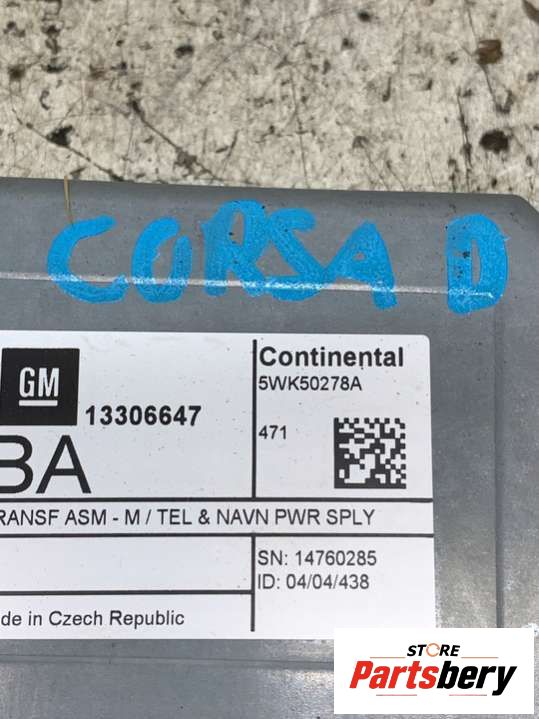 CORSA D
GM
13306647
BA
Continental
5WK50278A
471
RANSF ASM - M / TEL & NAVN PWR SPLY
SN: 14760285
ID: 04/04/438
de in Czech Republic
STORE
Partsbery